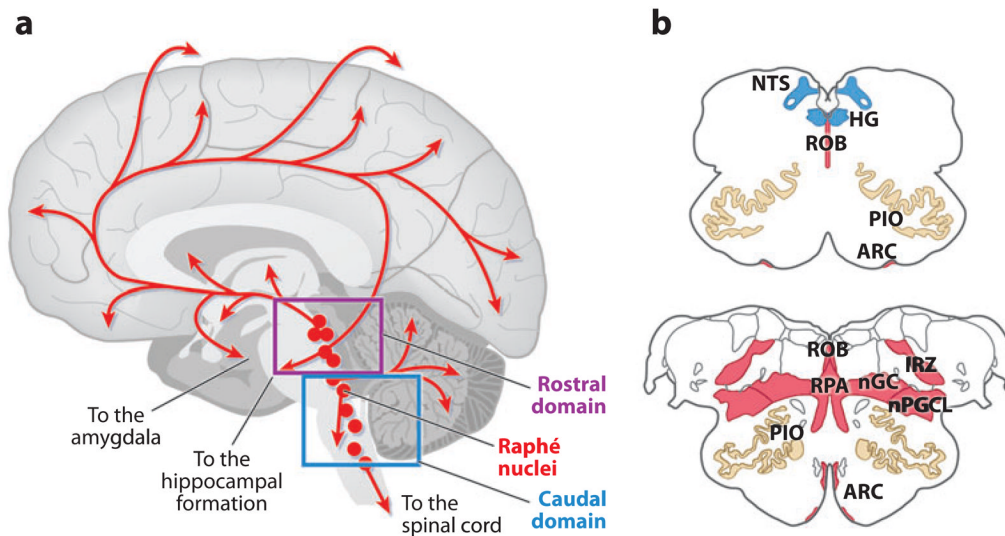 a
b
To the
amygdala
To the
hippocampal
formation
To the
spinal cord
Rostral
domain
Raphé
nuclei
Caudal
domain
NTS
HG
ROB
PIO
ARC
ROB
IRZ
RPA
nGC
nPGCL
PIO
ARC